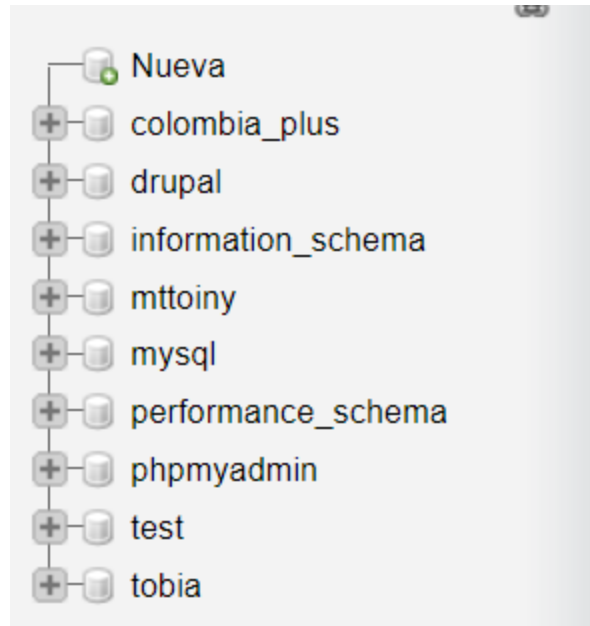 Nueva
colombia_plus
drupal
information_schema
mttoiny
mysql
performance_schema
phpmyadmin
test
tobia